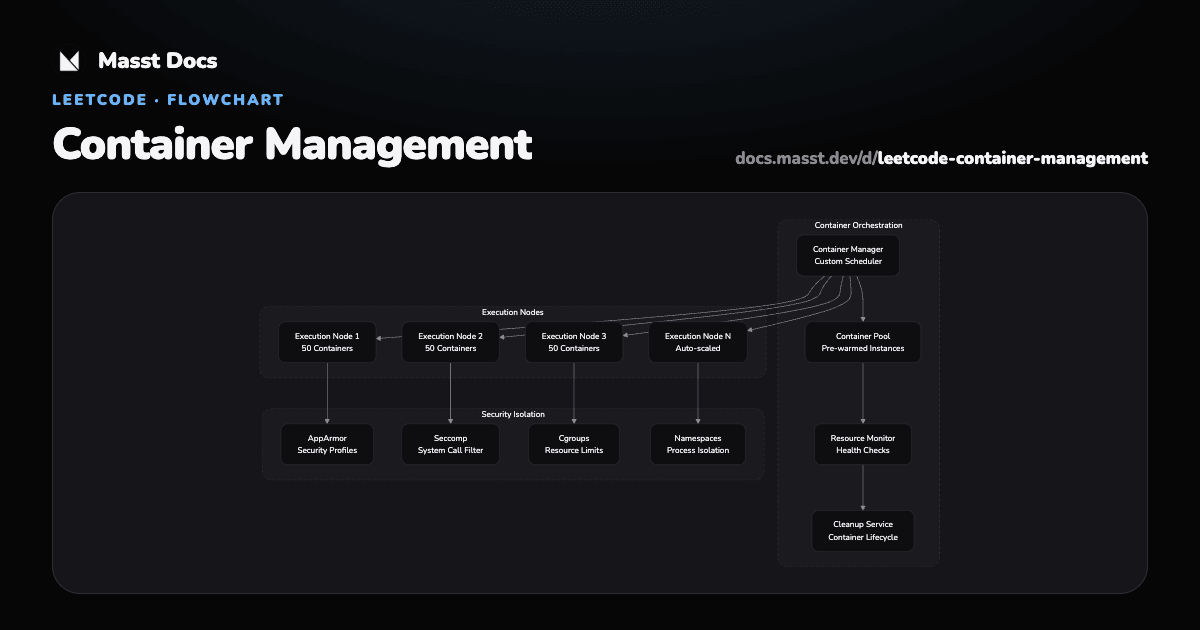 Masst Docs
LEETCODE · FLOWCHART
Container Management
docs.masst.dev/d/leetcode-container-management
Container Orchestration
Container Manager
Custom Scheduler
Execution Nodes
Execution Node 1
50 Containers
Execution Node 2
50 Containers
Execution Node 3
50 Containers
Execution Node N
Auto-scaled
Container Pool
Pre-warmed Instances
Security Isolation
AppArmor
Security Profiles
Seccomp
System Call Filter
Cgroups
Resource Limits
Namespaces
Process Isolation
Resource Monitor
Health Checks
Cleanup Service
Container Lifecycle